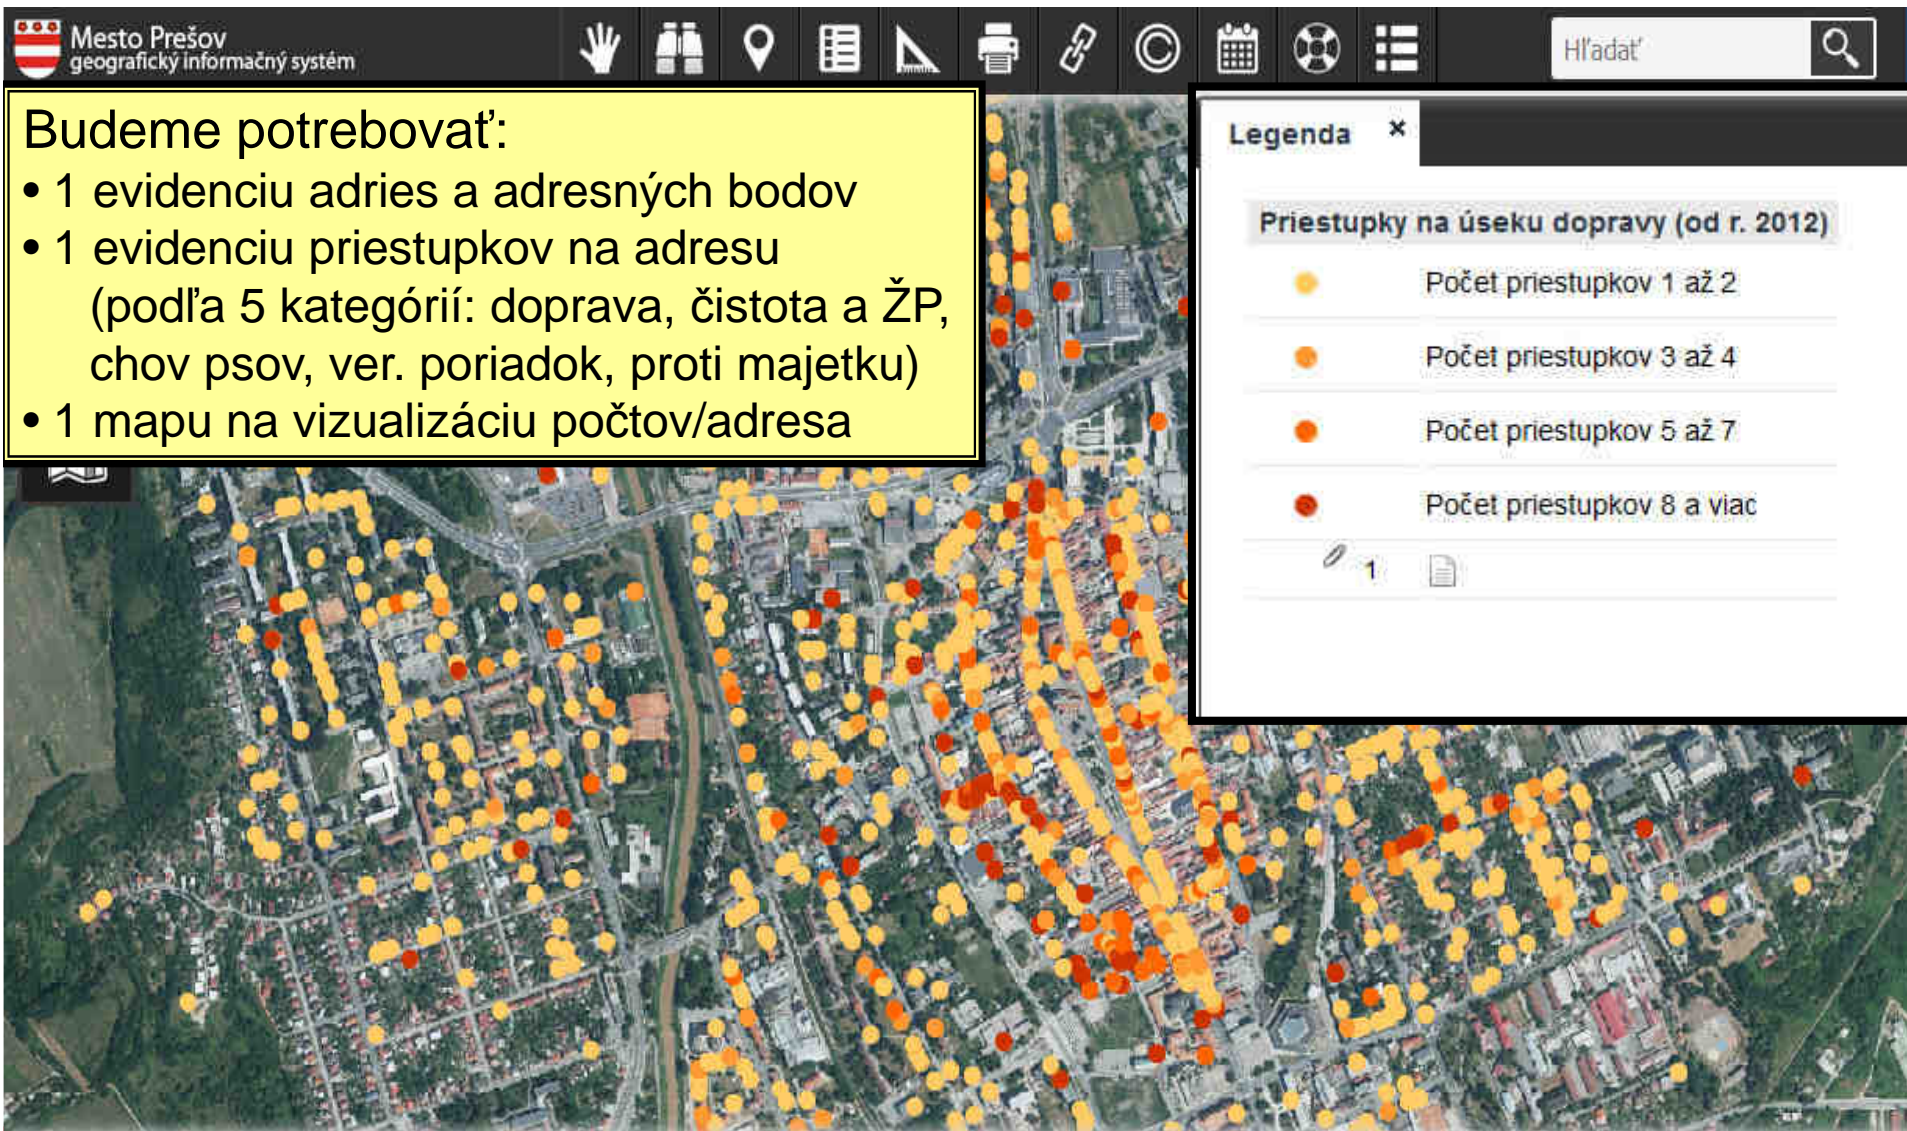 Mesto Prešov
geografický informačný systém
Hľadať
Budeme potrebovať:
• 1 evidenciu adries a adresných bodov
• 1 evidenciu priestupkov na adresu
(podľa 5 kategórií: doprava, čistota a ŽP,
chov psov, ver. poriadok, proti majetku)
• 1 mapu na vizualizáciu počtov/adresa
Legenda ×
Priestupky na úseku dopravy (od r. 2012)
Počet priestupkov 1 až 2
Počet priestupkov 3 až 4
Počet priestupkov 5 až 7
Počet priestupkov 8 a viac
1